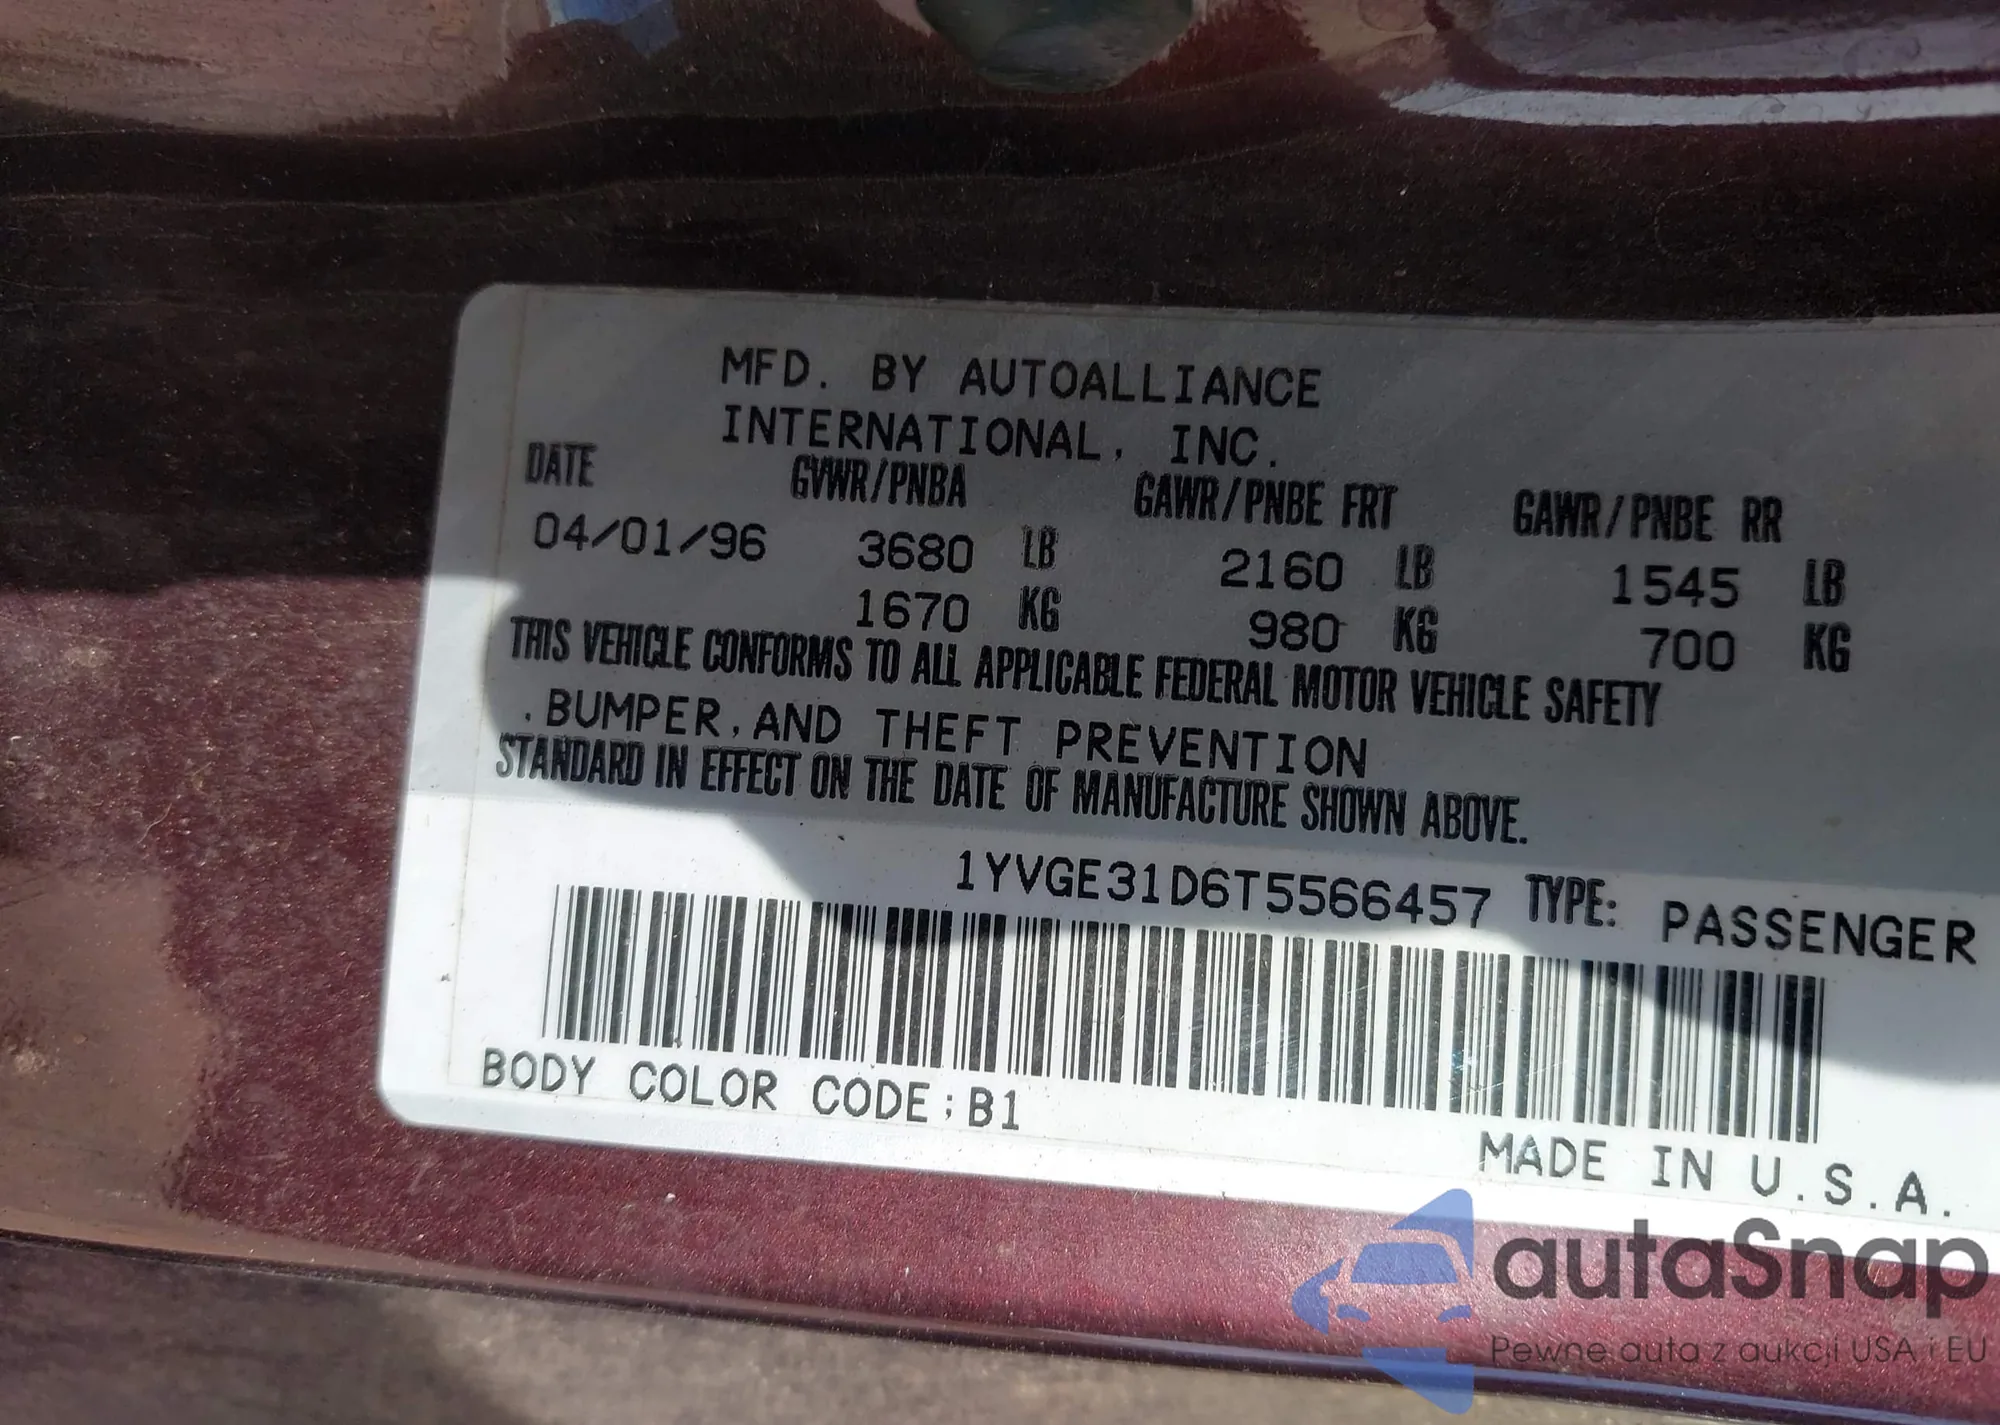 MFD. BY AUTOALLIANCE
INTERNATIONAL, INC.
DATE GVWR/PNBA GAWR/PNBE FRT GAWR/PNBE RR
04/01/96 3680 LB 2160 LB 1545 LB
1670 KG 980 KG 700 KG
THIS VEHICLE CONFORMS TO ALL APPLICABLE FEDERAL MOTOR VEHICLE SAFETY
, BUMPER, AND THEFT PREVENTION
STANDARD IN EFFECT ON THE DATE OF MANUFACTURE SHOWN ABOVE.
1YVGE31D6T5566457 TYPE: PASSENGER
BODY COLOR CODE;B1
MADE IN U.S.A.
autaSnap
Pewne auta z aukcji USA i EU